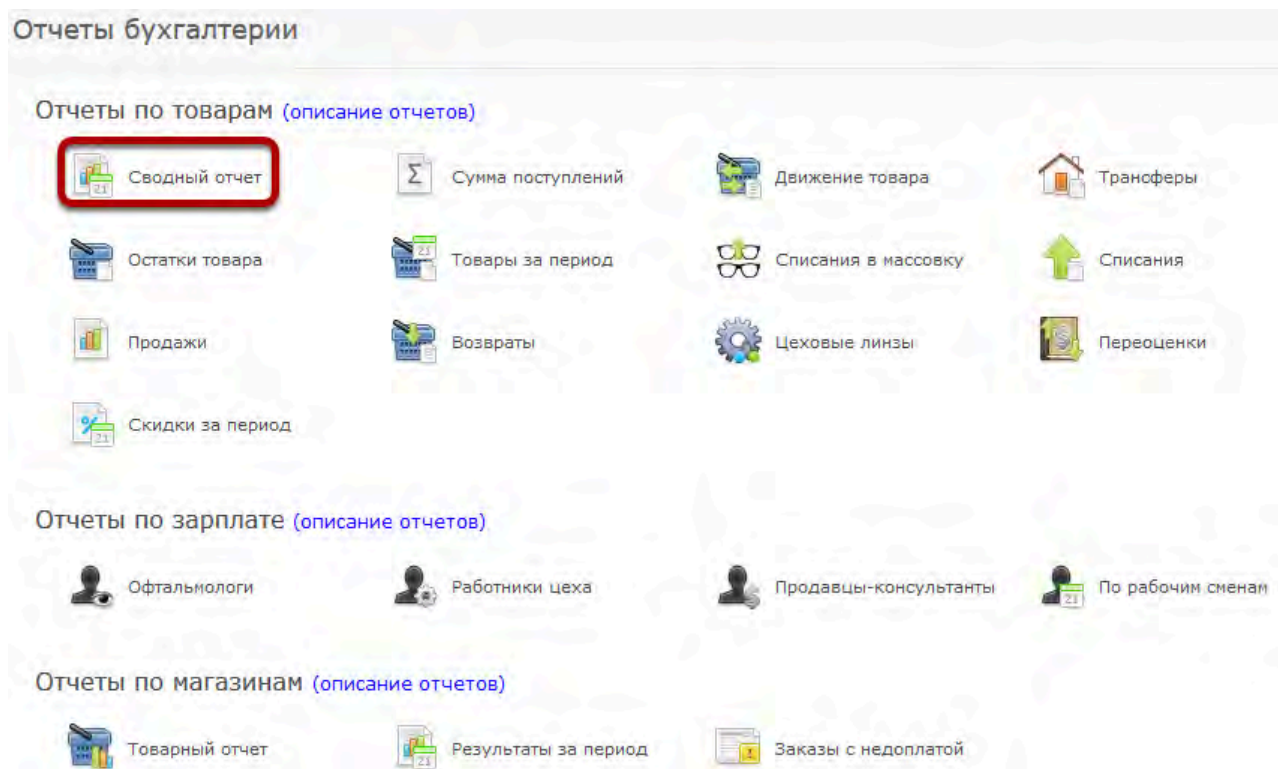 Отчеты бухгалтерии
Отчеты по товарам (описание отчетов)
Сводный отчет Сумма поступлений Движение товара Трансферы
Остатки товара Товары за период Списания в массовку Списания
Продажи Возвраты Цеховые линзы Переоценки
Скидки за период
Отчеты по зарплате (описание отчетов)
Офтальмологи Работники цеха Продавцы-консультанты По рабочим сменам
Отчеты по магазинам (описание отчетов)
Товарный отчет Результаты за период Заказы с недоплатой